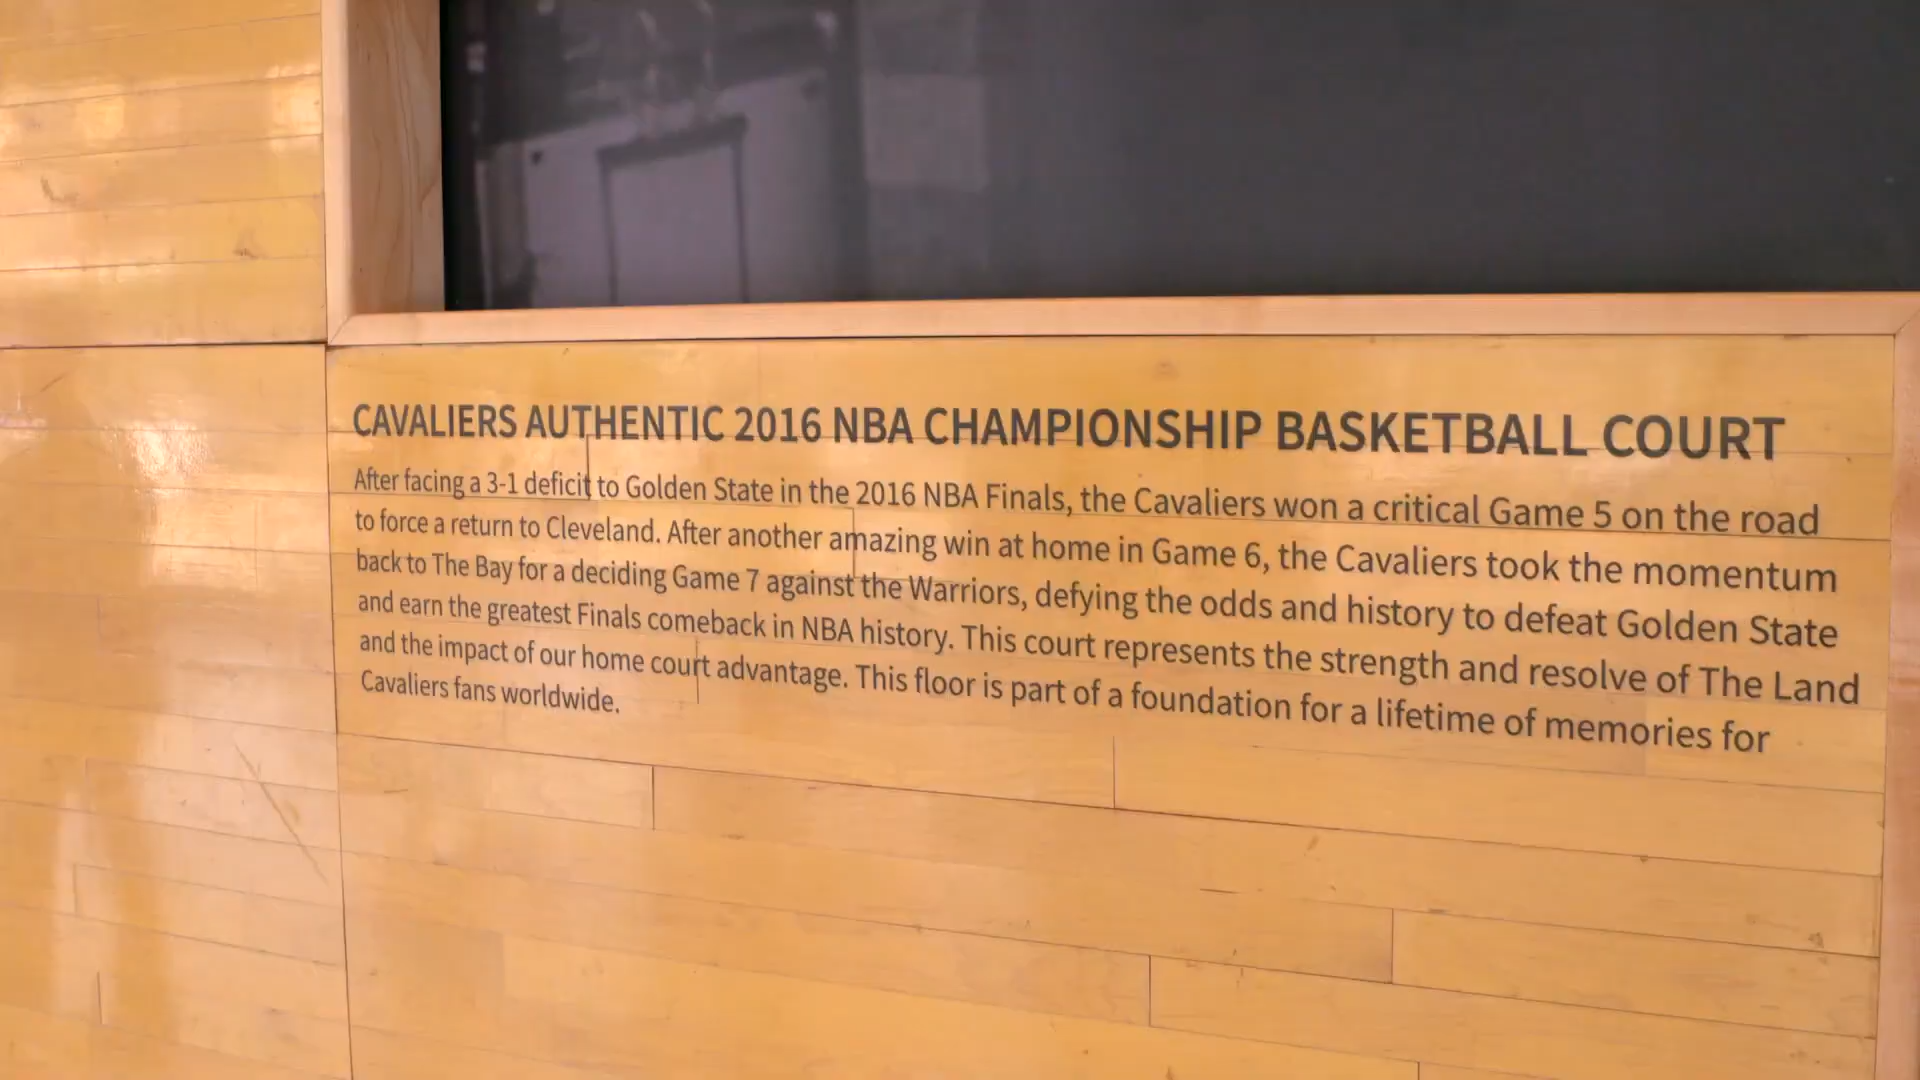 CAVALIERS AUTHENTIC 2016 NBA CHAMPIONSHIP BASKETBALL COURT
After facing a 3-1 deficit to Golden State in the 2016 NBA Finals, the Cavaliers won a critical Game 5 on the road
to force a return to Cleveland. After another amazing win at home in Game 6, the Cavaliers took the momentum
back to The Bay for a deciding Game 7 against the Warriors, defying the odds and history to defeat Golden State
and earn the greatest Finals comeback in NBA history. This court represents the strength and resolve of The Land
and the impact of our home court advantage. This floor is part of a foundation for a lifetime of memories for
Cavaliers fans worldwide.